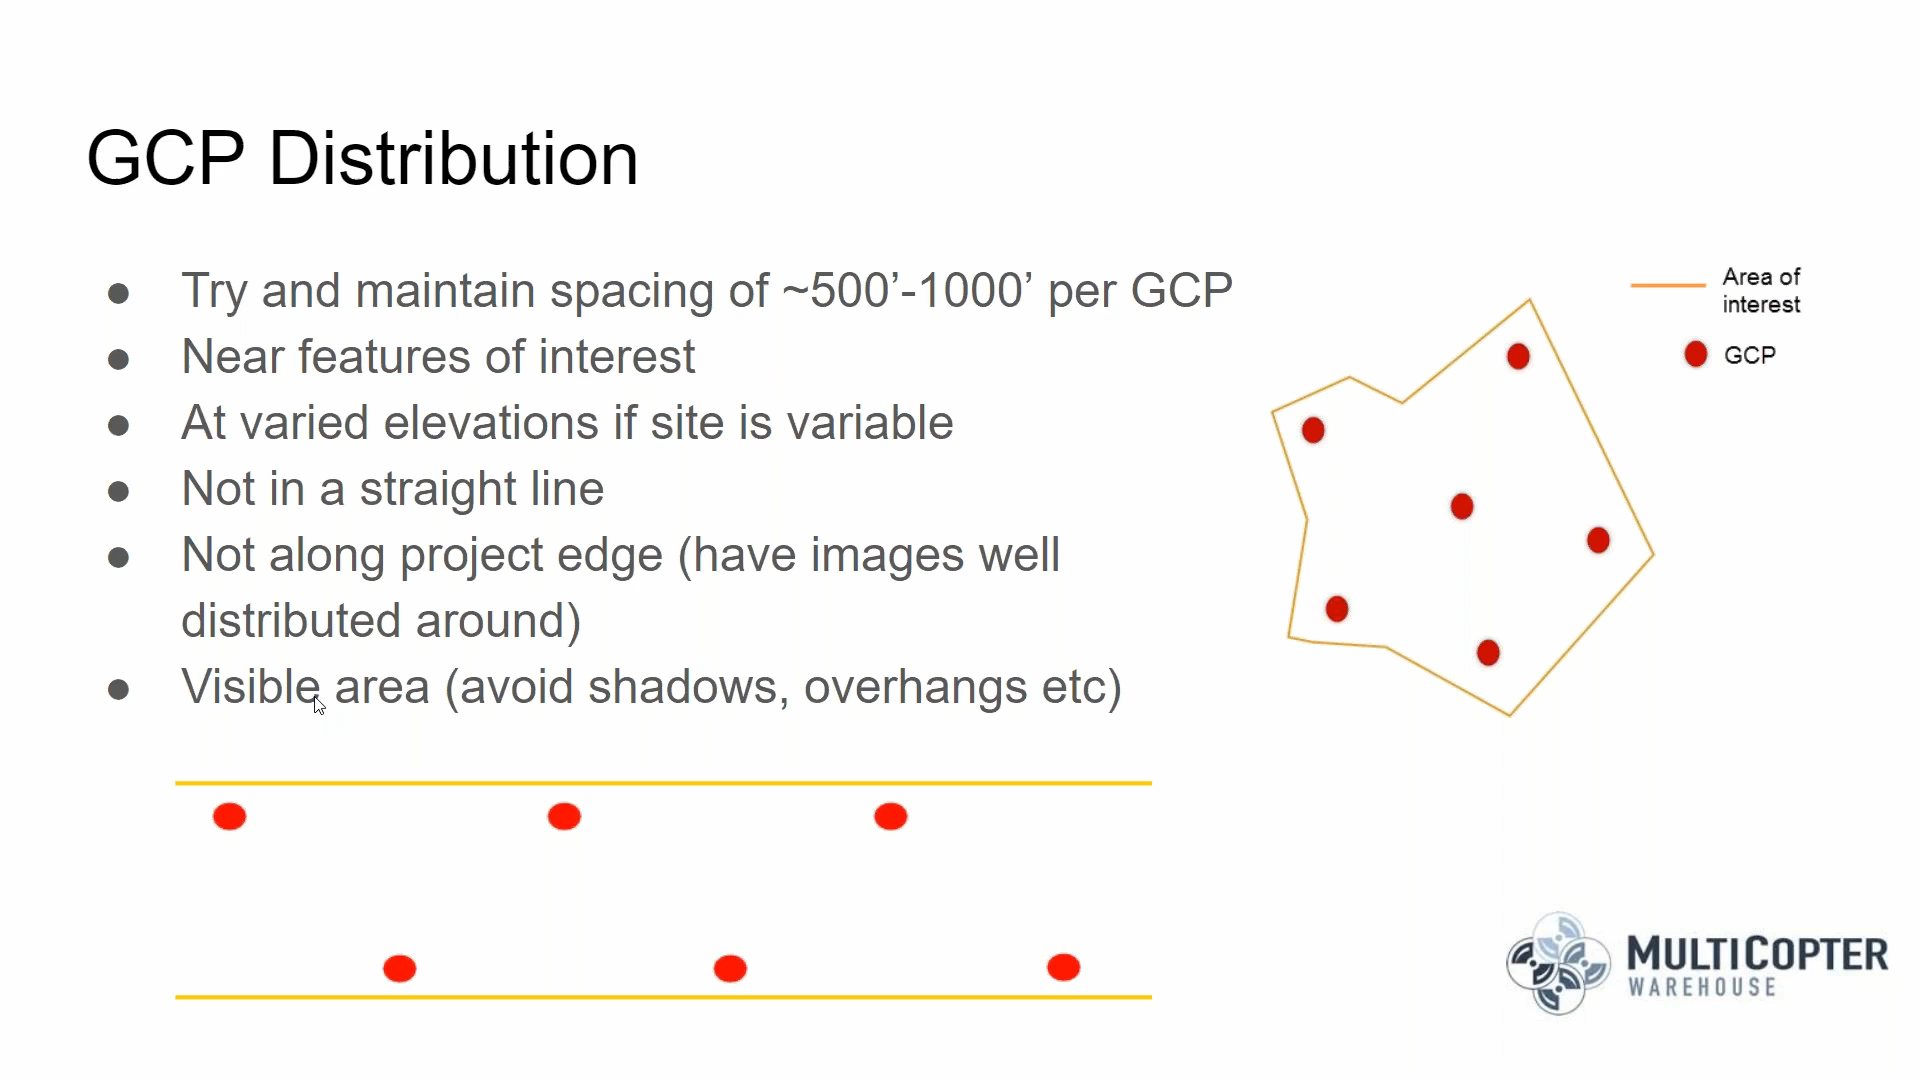 GCP Distribution
● Try and maintain spacing of ~500’-1000’ per GCP
● Near features of interest
● At varied elevations if site is variable
● Not in a straight line
● Not along project edge (have images well
distributed around)
● Visible area (avoid shadows, overhangs etc)
Area of
interest
GCP
MULTICOPTER
WAREHOUSE